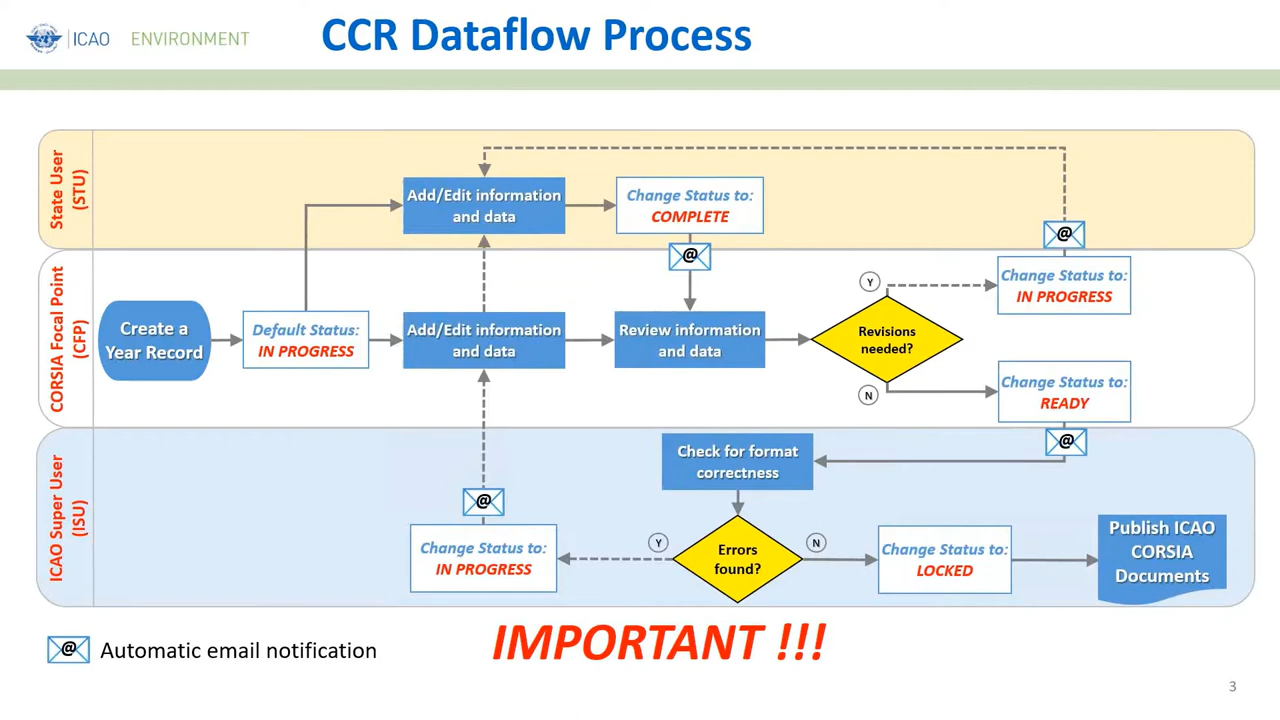 ICAO
ENVIRONMENT
CCR Dataflow Process
State User
(STU)
Add/Edit information
and data
Change Status to:
COMPLETE
@
@
CORSIA Focal Point
(CFP)
Create a
Year Record
Default Status:
IN PROGRESS
Add/Edit information
and data
Review information
and data
Revisions
needed?
Y
Change Status to:
IN PROGRESS
N
Change Status to:
READY
@
ICAO Super User
(ISU)
Check for format
correctness
Errors
found?
Y
@
Change Status to:
IN PROGRESS
N
Change Status to:
LOCKED
Publish ICAO
CORSIA
Documents
@ Automatic email notification
IMPORTANT !!!
3